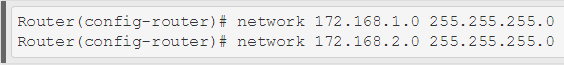 Router(config-router)# network 172.168.1.0 255.255.255.0
Router(config-router)# network 172.168.2.0 255.255.255.0